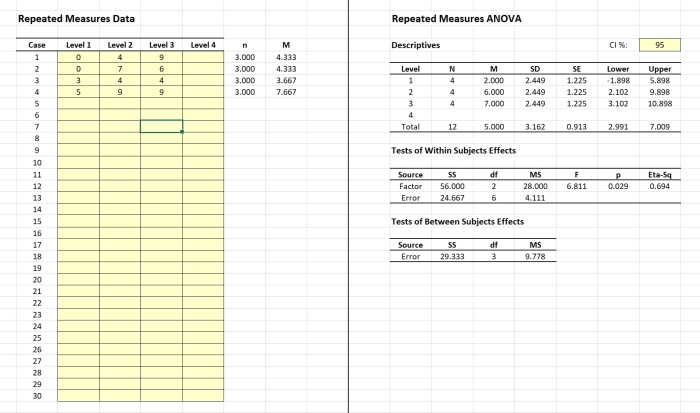 Repeated Measures Data
Case Level 1 Level 2 Level 3 Level 4 n M
1 0 4 9 3.000 4.333
2 0 7 6 3.000 4.333
3 3 4 4 3.000 3.667
4 5 9 9 3.000 7.667
5
6
7
8
9
10
11
12
13
14
15
16
17
18
19
20
21
22
23
24
25
26
27
28
29
30
Repeated Measures ANOVA
Descriptives CI %: 95
Level N M SD SE Lower Upper
1 4 2.000 2.449 1.225 -1.898 5.898
2 4 6.000 2.449 1.225 2.102 9.898
3 4 7.000 2.449 1.225 3.102 10.898
4
Total 12 5.000 3.162 0.913 2.991 7.009
Tests of Within Subjects Effects
Source SS df MS F p Eta-Sq
Factor 56.000 2 28.000 6.811 0.029 0.694
Error 24.667 6 4.111
Tests of Between Subjects Effects
Source SS df MS
Error 29.333 3 9.778